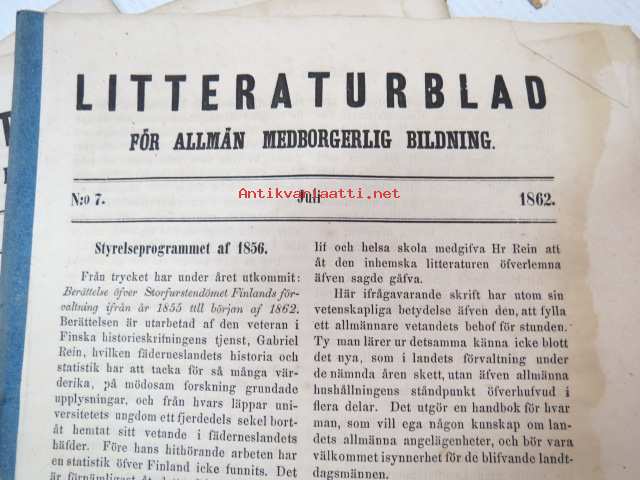 LITTERATURBLAD
FÖR ALLMÄN MEDBORGERLIG BILDNING.
N:o 7. Juli 1862.
Antikvariaatti.net
Styrelseprogrammet af 1856.
Från trycket har under året utkommit:
Berättelse öfver Storfurstendömet Finlands för-
valtning ifrån år 1855 till början af 1862.
Berättelsen är utarbetad af den veteran i
Finska historieskrifningens tjenst, Gabriel
Rein, hvilken fäderneslandets historia och
statistik har att tacka för så många vär-
derika, på mödosam forskning grundade
upplysningar, och från hvars läppar uni-
versitetets ungdom ett fjerdedels sekel bort-
åt hemtat sitt vetande i fäderneslandets
häfder. Före hans hithörande arbeten har
en statistik öfver Finland icke funnits. Det
lif och helsa skola medgifva Hr Rein att
åt den inhemska litteraturen öfverlemna
äfven sagde gåfva.
Här ifrågavarande skrift har utom sin
vetenskapliga betydelse äfven den, att fylla
ett allmännare vetandets behof för stunden.
Ty man lärer ur detsamma känna icke blott
det nya, som i landets förvaltning under
de nämnda åren skett, utan äfven allmänna
hushållningens ståndpunkt öfverhufvud i
flera delar. Det utgör en handbok för hvar
man, som vill ega någon kunskap om lan-
dets allmänna angelägenheter, och bör vara
välkommet isynnerhet för de blifvande landt-
dagsmännen.